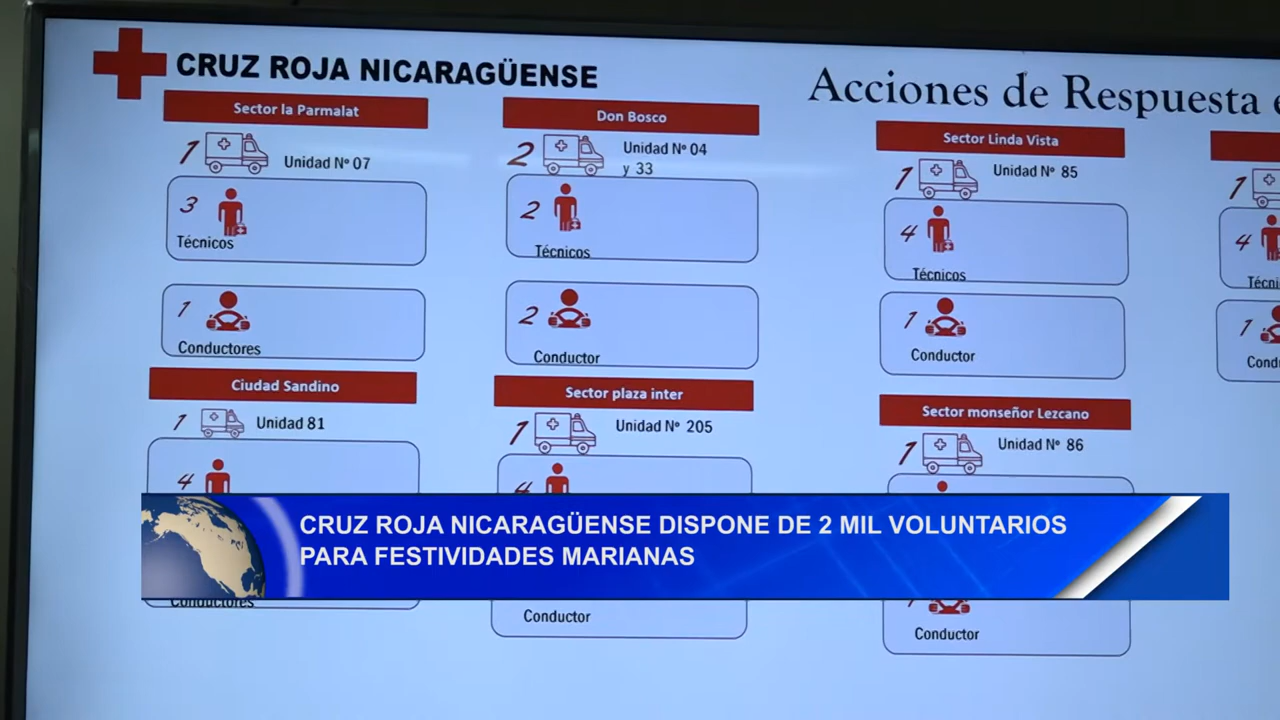 CRUZ ROJA NICARAGÜENSE
Acciones de Respuesta
Sector la Parmalat
1
Unidad Nº 07
3
Técnicos
1
Conductores
Don Bosco
2
Unidad Nº 04
y 33
2
Técnicos
2
Conductor
Sector Linda Vista
1
Unidad Nº 85
4
Técnicos
1
Conductor
1
4
1
Ciudad Sandino
1
Unidad 81
4
Conductores
Sector plaza inter
1
Unidad Nº 205
4
Conductor
Sector monseñor Lezcano
1
Unidad Nº 86
Conductor
CRUZ ROJA NICARAGÜENSE DISPONE DE 2 MIL VOLUNTARIOS
PARA FESTIVIDADES MARIANAS